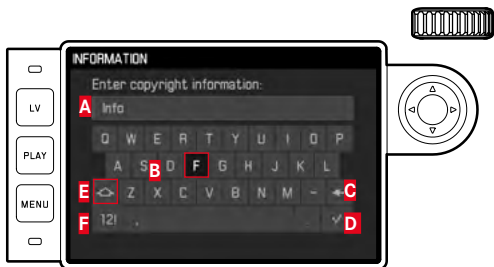 INFORMATION
Enter copyright information:
A Info
Q W E R T Y U I O P
A S B D F G H J K L
E Z X C V B N M - C
F 12! . D
LV
PLAY
MENU